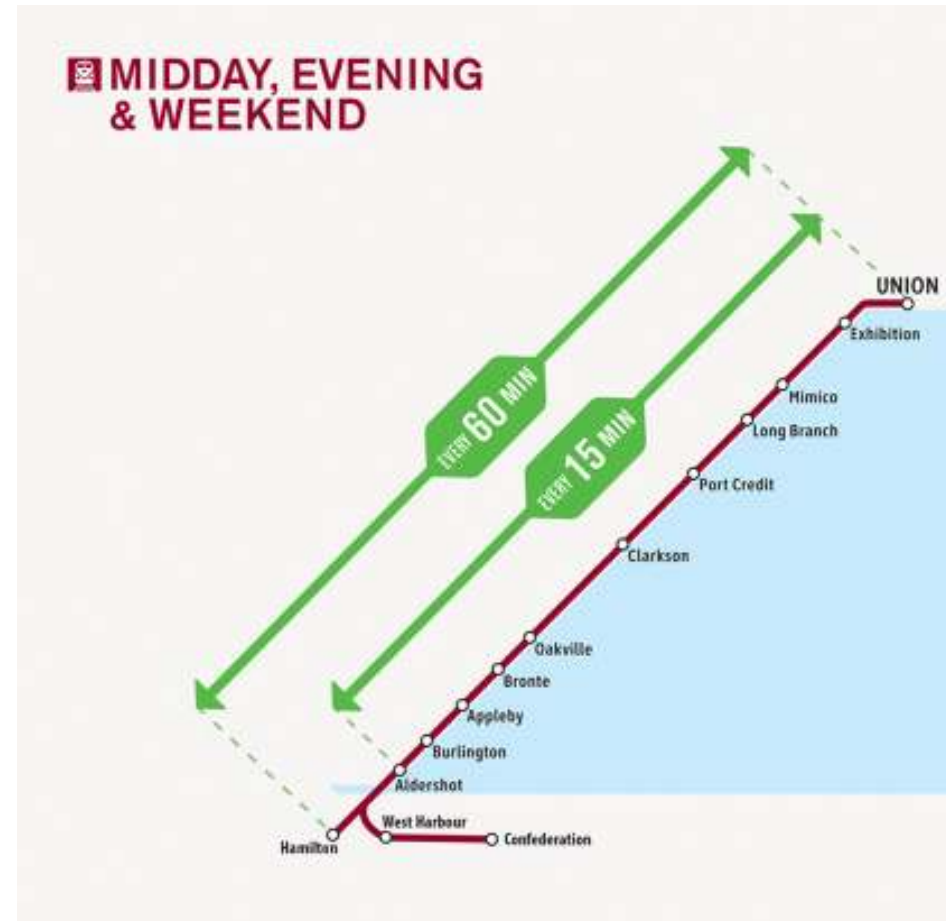 MIDDAY, EVENING
& WEEKEND
UNION
Exhibition
Mimico
Long Branch
Port Credit
Clarkson
Oakville
Bronte
Appleby
Burlington
Aldershot
West Harbour
Hamilton
Confederation
EVERY 60 MIN
EVERY 15 MIN